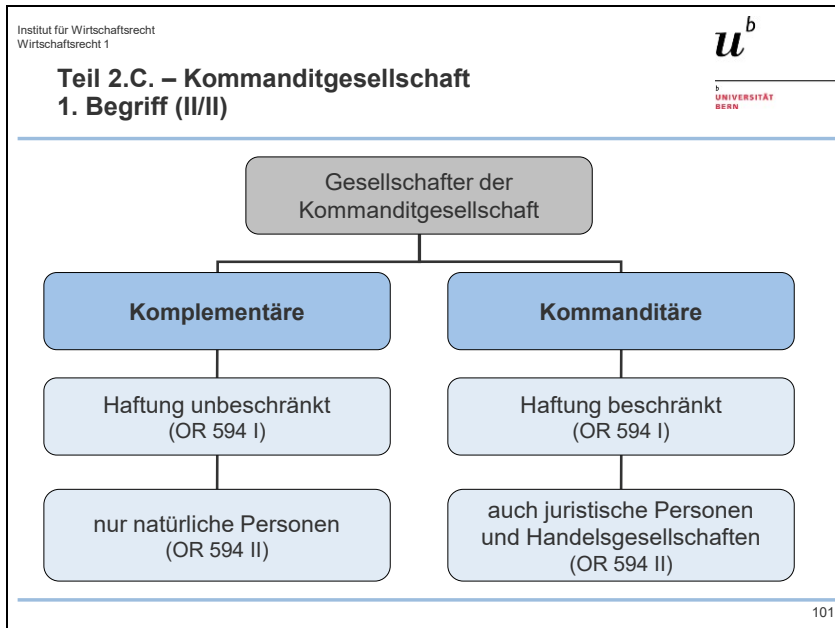 Institut für Wirtschaftsrecht
Wirtschaftsrecht 1
u^b
b
UNIVERSITÄT
BERN
Teil 2.C. – Kommanditgesellschaft
1. Begriff (II/II)
Gesellschafter der
Kommanditgesellschaft
Komplementäre
Kommanditäre
Haftung unbeschränkt
(OR 594 I)
Haftung beschränkt
(OR 594 I)
nur natürliche Personen
(OR 594 II)
auch juristische Personen
und Handelsgesellschaften
(OR 594 II)
101